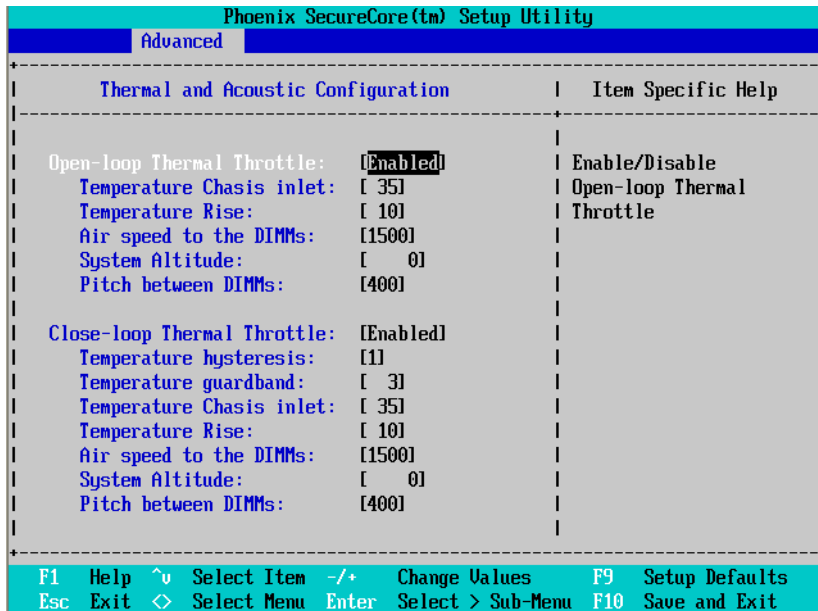 Phoenix SecureCore(tm) Setup Utility
Advanced
Thermal and Acoustic Configuration
Item Specific Help
Open-loop Thermal Throttle: [Enabled]
Temperature Chasis inlet: [ 35]
Temperature Rise: [ 10]
Air speed to the DIMMs: [1500]
System Altitude: [    0]
Pitch between DIMMs: [400]
Enable/Disable
Open-loop Thermal
Throttle
Close-loop Thermal Throttle: [Enabled]
Temperature hysteresis: [1]
Temperature guardband: [  3]
Temperature Chasis inlet: [ 35]
Temperature Rise: [ 10]
Air speed to the DIMMs: [1500]
System Altitude: [    0]
Pitch between DIMMs: [400]
F1 Help ^v Select Item -/+ Change Values F9 Setup Defaults
Esc Exit <> Select Menu Enter Select > Sub-Menu F10 Save and Exit